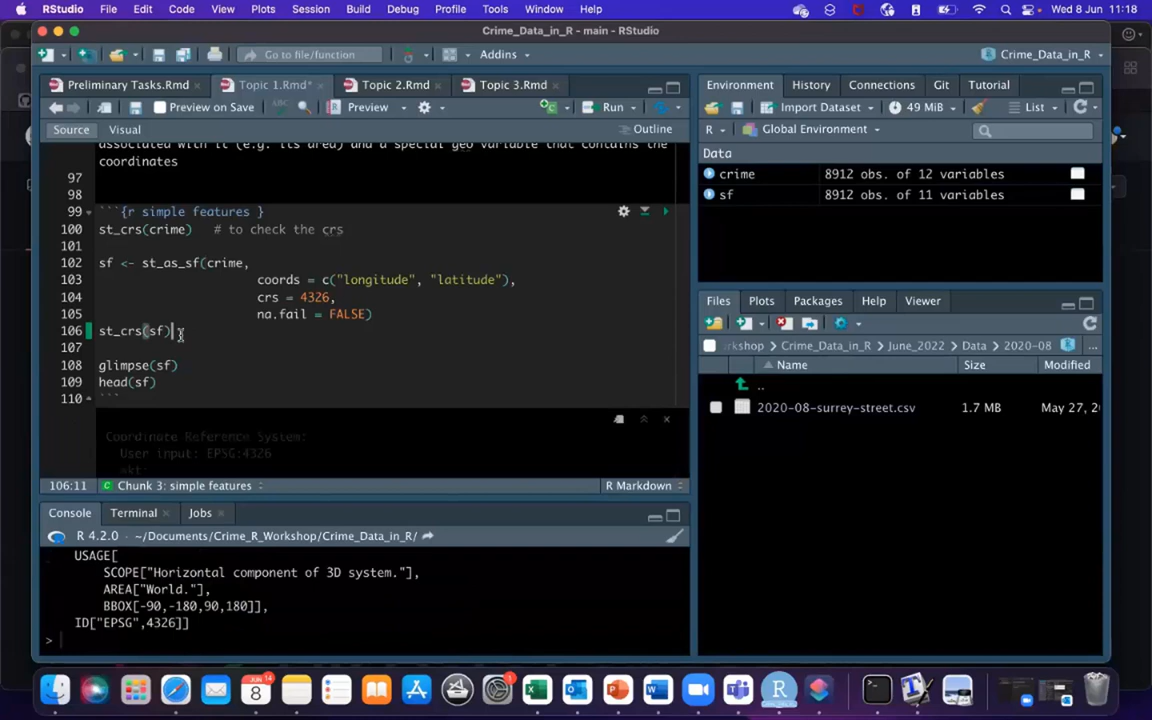 RStudio File Edit Code View Plots Session Build Debug Profile Tools Window Help Wed 8 Jun 11:18
Crime_Data_in_R - main - RStudio
Go to file/function Addins Crime_Data_in_R
Preliminary Tasks.Rmd Topic 1.Rmd* Topic 2.Rmd Topic 3.Rmd
Preview on Save Preview Run
Source Visual Outline
associated with it (e.g. its area) and a special geo variable that contains the
coordinates
97
98
99 ```{r simple features }
100 st_crs(crime) # to check the crs
101
102 sf <- st_as_sf(crime,
103 coords = c("longitude", "latitude"),
104 crs = 4326,
105 na.fail = FALSE)
106 st_crs(sf)
107
108 glimpse(sf)
109 head(sf)
110 ```
Coordinate Reference System:
User input: EPSG:4326
wkt:
106:11 Chunk 3: simple features R Markdown
Console Terminal Jobs
R 4.2.0 · ~/Documents/Crime_R_Workshop/Crime_Data_in_R/
USAGE[
SCOPE["Horizontal component of 3D system."],
AREA["World."],
BBOX[-90,-180,90,180]],
ID["EPSG",4326]]
>
Environment History Connections Git Tutorial
Import Dataset 49 MiB List
R Global Environment
Data
crime 8912 obs. of 12 variables
sf 8912 obs. of 11 variables
Files Plots Packages Help Viewer
rkshop Crime_Data_in_R June_2022 Data 2020-08 ...
Name Size Modified
..
2020-08-surrey-street.csv 1.7 MB May 27, 2
JUN 14
8
1
R